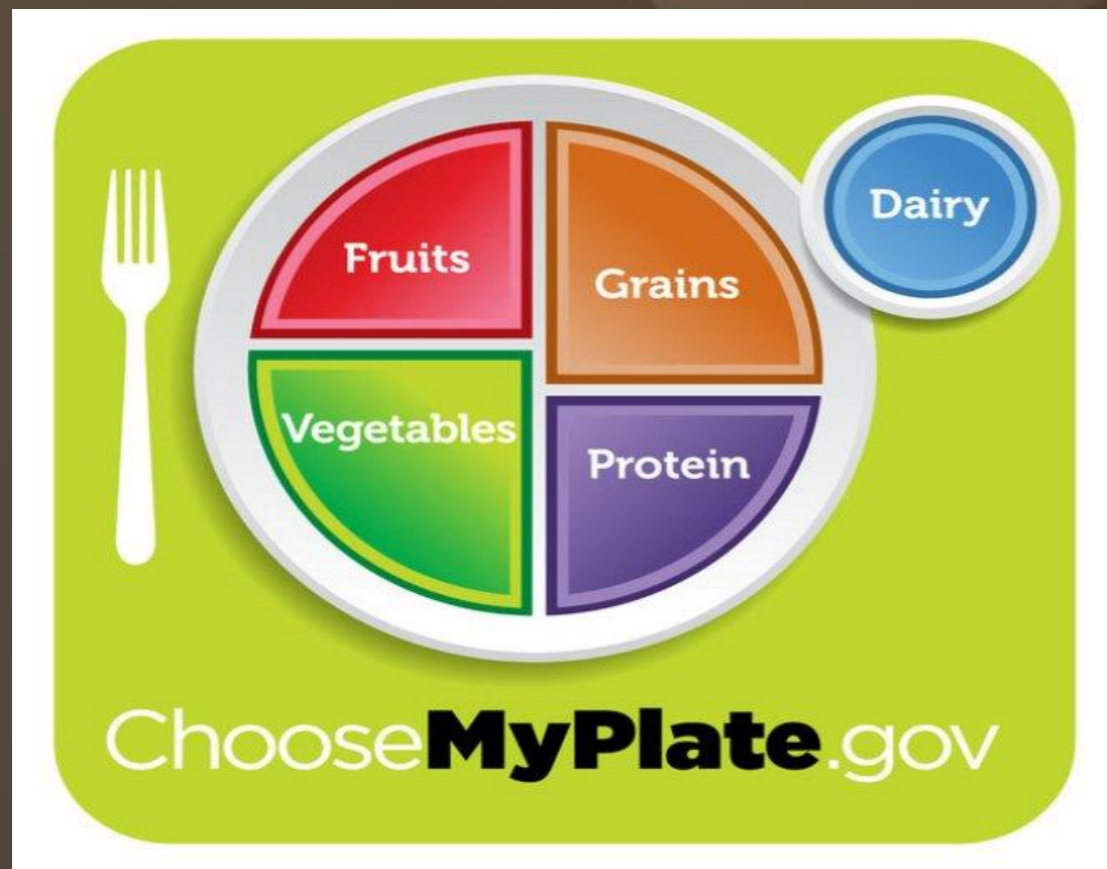 Dairy
Fruits
Grains
Vegetables
Protein
ChooseMyPlate.gov